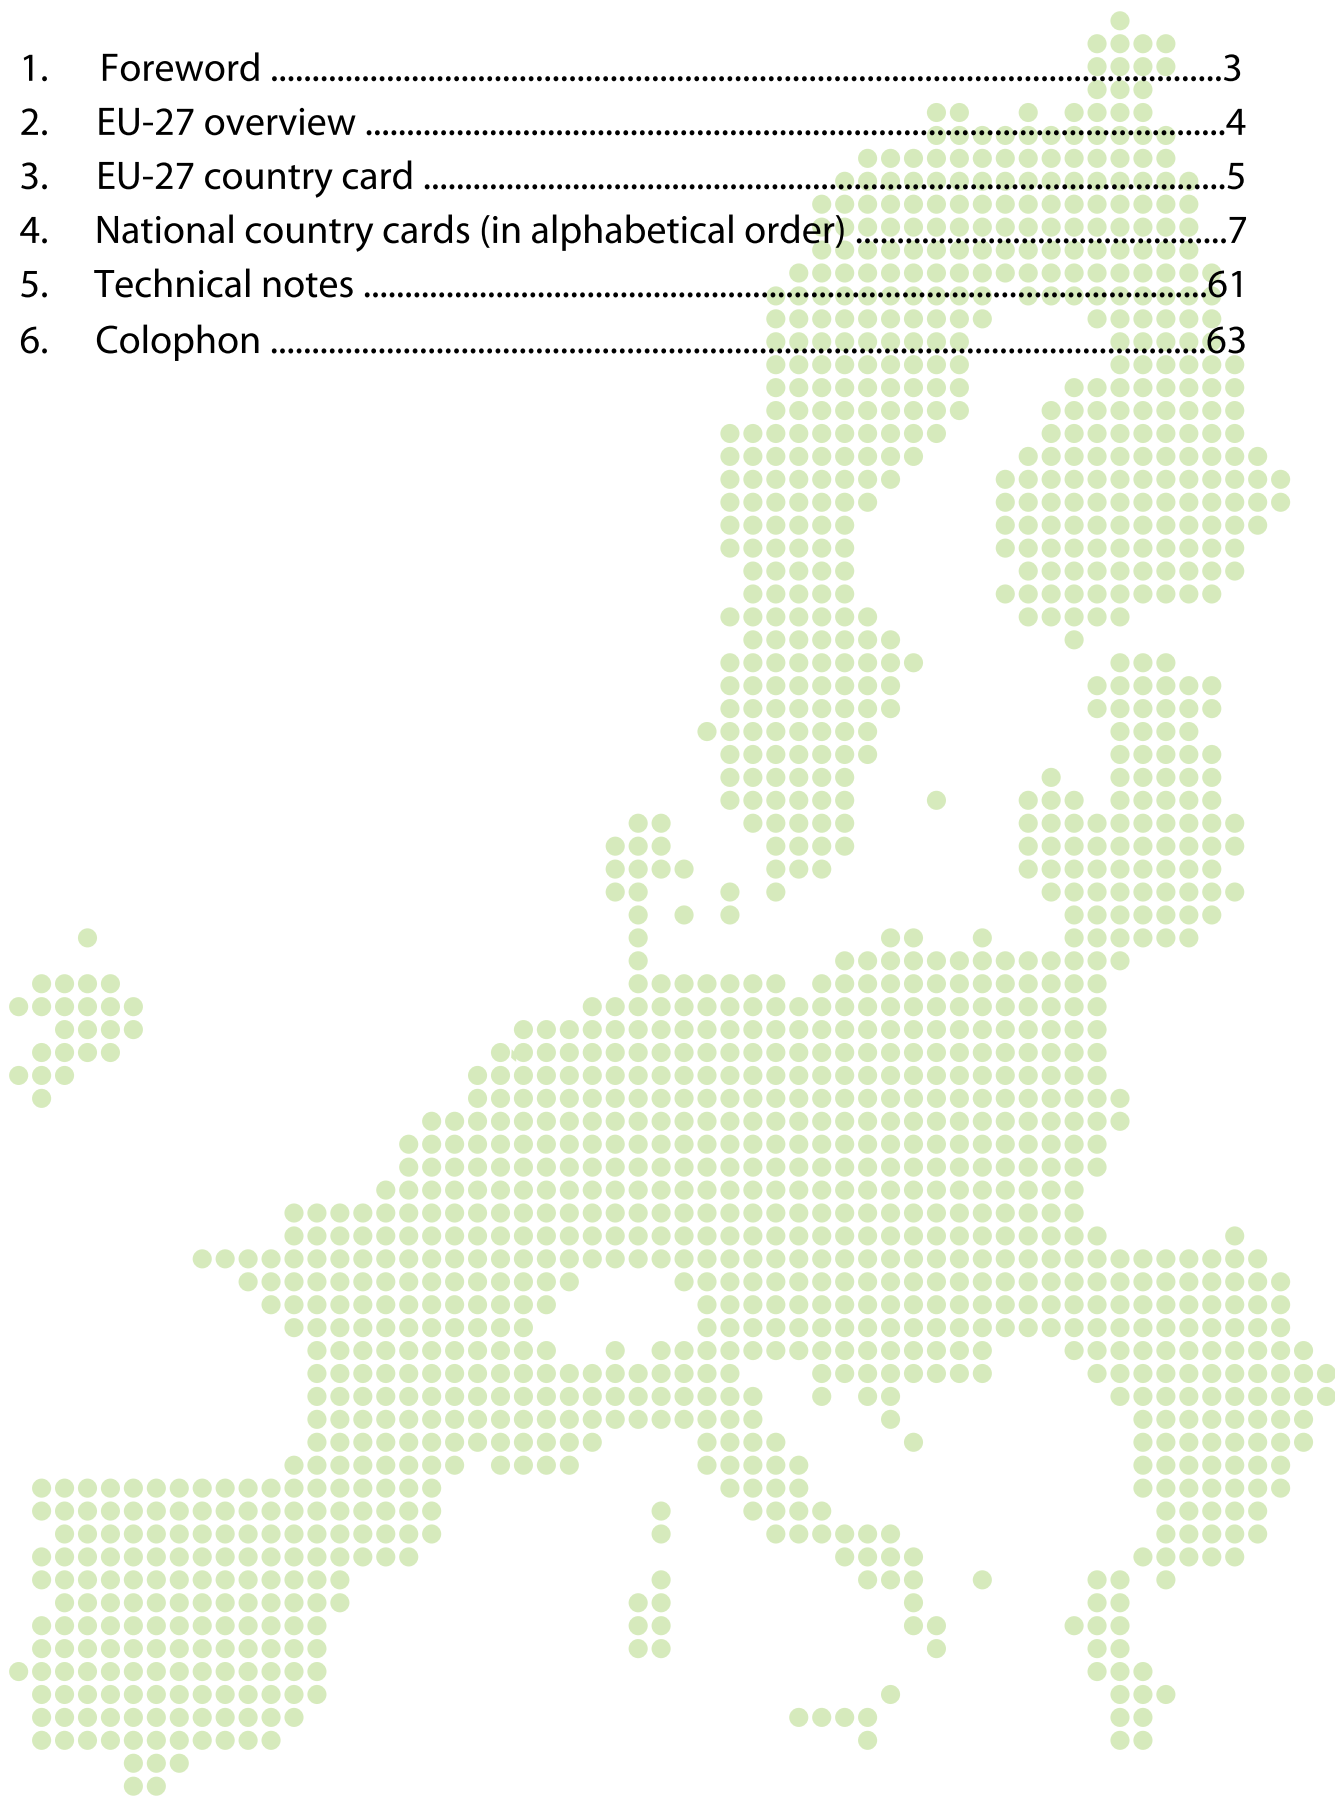 1. Foreword ........................................................................................................................3
2. EU-27 overview ............................................................................................................4
3. EU-27 country card .....................................................................................................5
4. National country cards (in alphabetical order) ..............................................7
5. Technical notes ..........................................................................................................61
6. Colophon .....................................................................................................................63